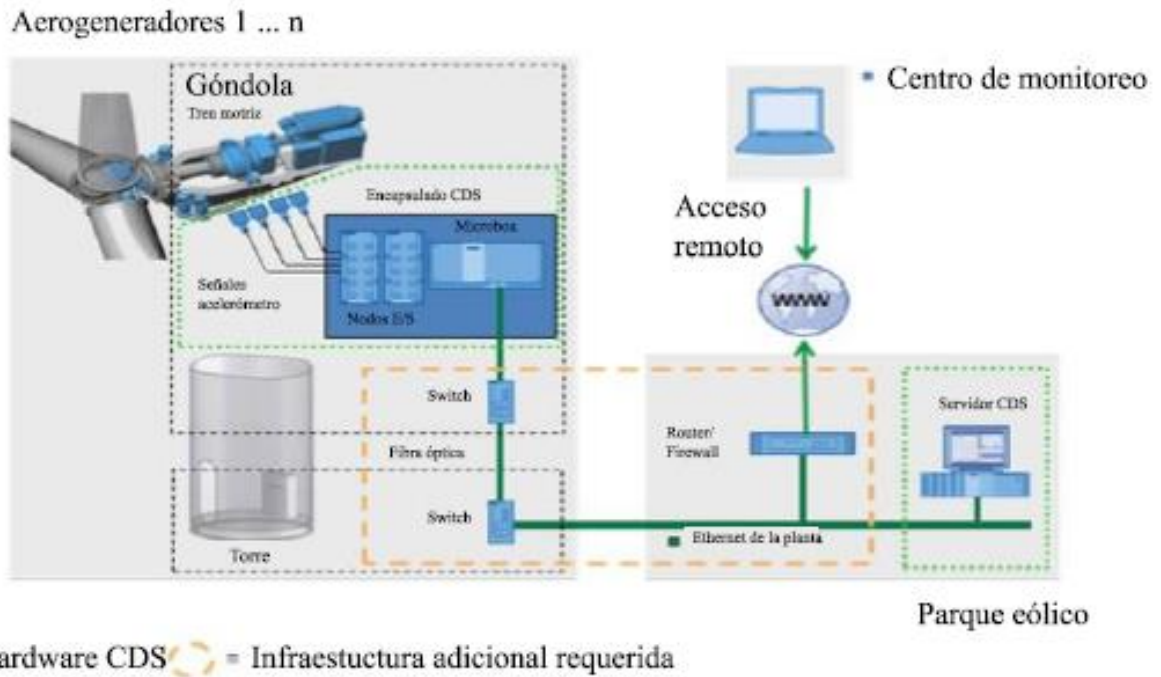 Aerogeneradores 1 ... n
Góndola
Tren motriz
Encapsulado CDS
Microbox
Señales
acelerómetro
Nodos E/S
Switch
Fibra óptica
Switch
Torre
Centro de monitoreo
Acceso
remoto
WWW
Router/
Firewall
Servidor CDS
Ethernet de la planta
Parque eólico
ardware CDS = Infraestuctura adicional requerida